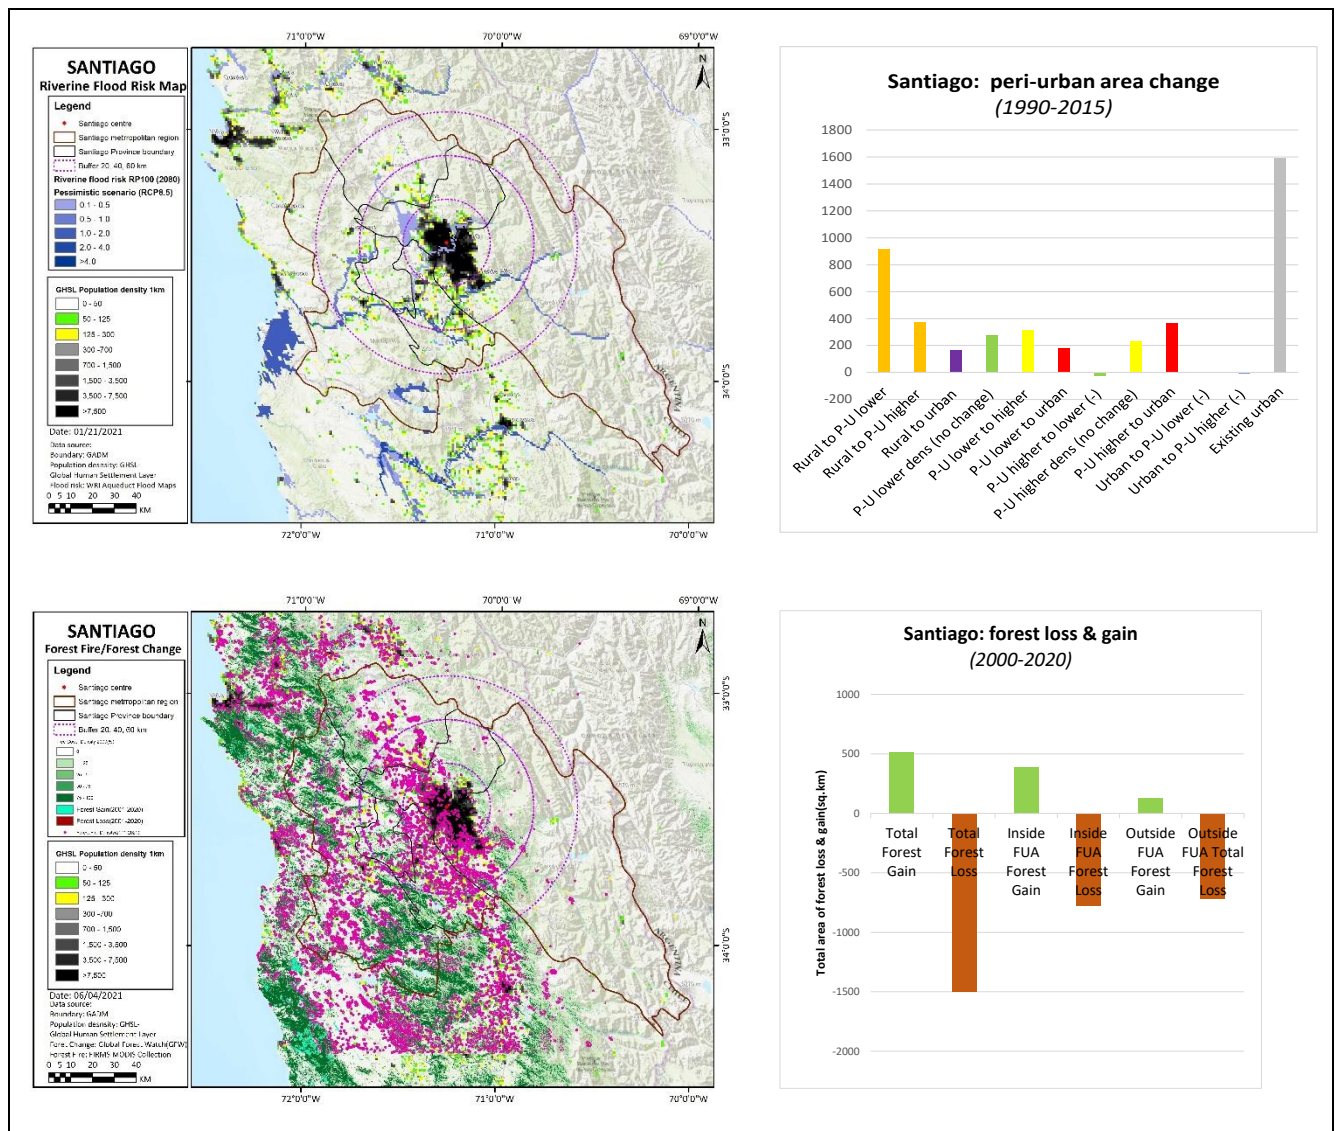 SANTIAGO
Riverine Flood Risk Map
Legend
Santiago centre
Santiago metropolitan region
Santiago Province boundary
Buffer 20, 40, 60 km
Riverine flood risk RP100 (2080)
Pessimistic scenario (RCP8.5)
0.1 - 0.5
0.5 - 1.0
1.0 - 2.0
2.0 - 4.0
>4.0
GHSL Population density 1km
0 - 50
50 - 125
125 - 300
300 -700
700 - 1,500
1,500 - 3,500
3,500 - 7,500
>7,500
Date: 01/21/2021
Data source:
Boundary: GADM
Population desnsity: GHSL
Global Human Settlement Layer
Flood risk: WRI Aqueduct Flood Maps
0 5 10 20 30 40
KM
71°0'0"W 70°0'0"W 69°0'0"W
N
33°0'0"S
34°0'0"S
ARGENTINA
72°0'0"W 71°0'0"W 70°0'0"W
Santiago: peri-urban area change
(1990-2015)
1800
1600
1400
1200
1000
800
600
400
200
0
-200
Rural to P-U lower
Rural to P-U higher
Rural to urban
P-U lower dens (no change)
P-U lower to higher
P-U lower to urban
P-U higher to lower (-)
P-U higher dens (no change)
P-U higher to urban
Urban to P-U lower (-)
Urban to P-U higher (-)
Existing urban
SANTIAGO
Forest Fire/Forest Change
Legend
Santiago centre
Santiago metrropolitan region
Santiago Province boundary
Buffer 20, 40, 60 km
0
Forest Gain(2001-2020)
Forest Loss(2001-2020)
GHSL Population density 1km
0 - 50
50 - 125
125 - 300
300 -700
700 - 1,500
1,500 - 3,500
3,500 - 7,500
>7,500
Date: 06/04/2021
Data source:
Boundary: GADM
Population desnsity: GHSL-
Global Human Settlement Layer
Forest Change: Global Forest Watch(GFW)
Forest Fire: FIRMS MODIS Collection
0 5 10 20 30 40
KM
71°0'0"W 70°0'0"W 69°0'0"W
N
33°0'0"S
34°0'0"S
ARGENTINA
72°0'0"W 71°0'0"W 70°0'0"W
Santiago: forest loss & gain
(2000-2020)
Total area of forest loss & gain(sq.km)
1000
500
0
-500
-1000
-1500
-2000
Total Forest Gain
Total Forest Loss
Inside FUA Forest Gain
Inside FUA Forest Loss
Outside FUA Forest Gain
Outside FUA Total Forest Loss